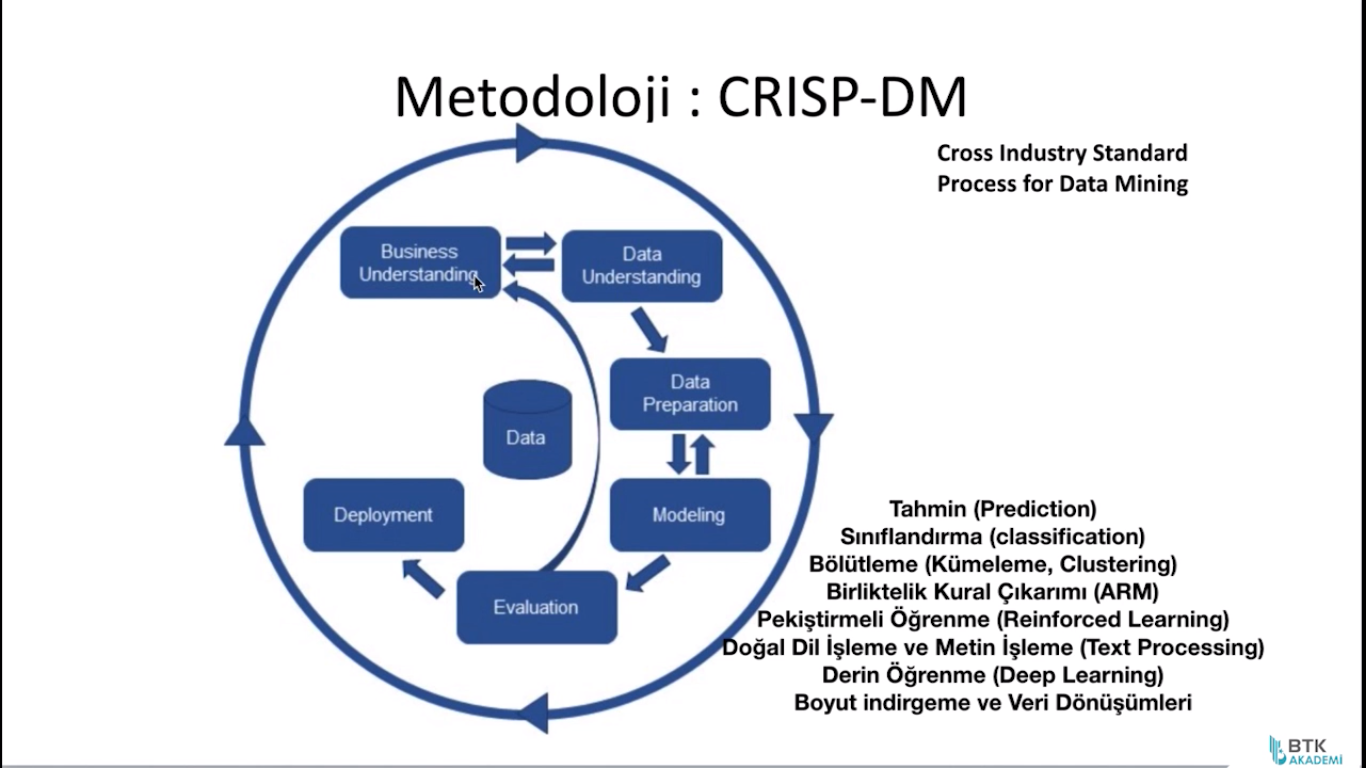 Metodoloji : CRISP-DM
Cross Industry Standard
Process for Data Mining
Business
Understanding
Data
Understanding
Data
Preparation
Data
Modeling
Deployment
Evaluation
Tahmin (Prediction)
Sınıflandırma (classification)
Bölütleme (Kümeleme, Clustering)
Birliktelik Kural Çıkarımı (ARM)
Pekiştirmeli Öğrenme (Reinforced Learning)
Doğal Dil İşleme ve Metin İşleme (Text Processing)
Derin Öğrenme (Deep Learning)
Boyut indirgeme ve Veri Dönüşümleri
BTK
AKADEMİ